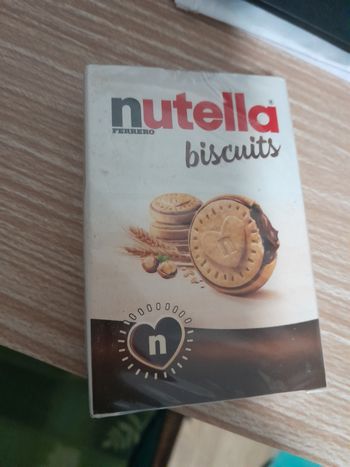 nutella
FERRERO
biscuits
n
n